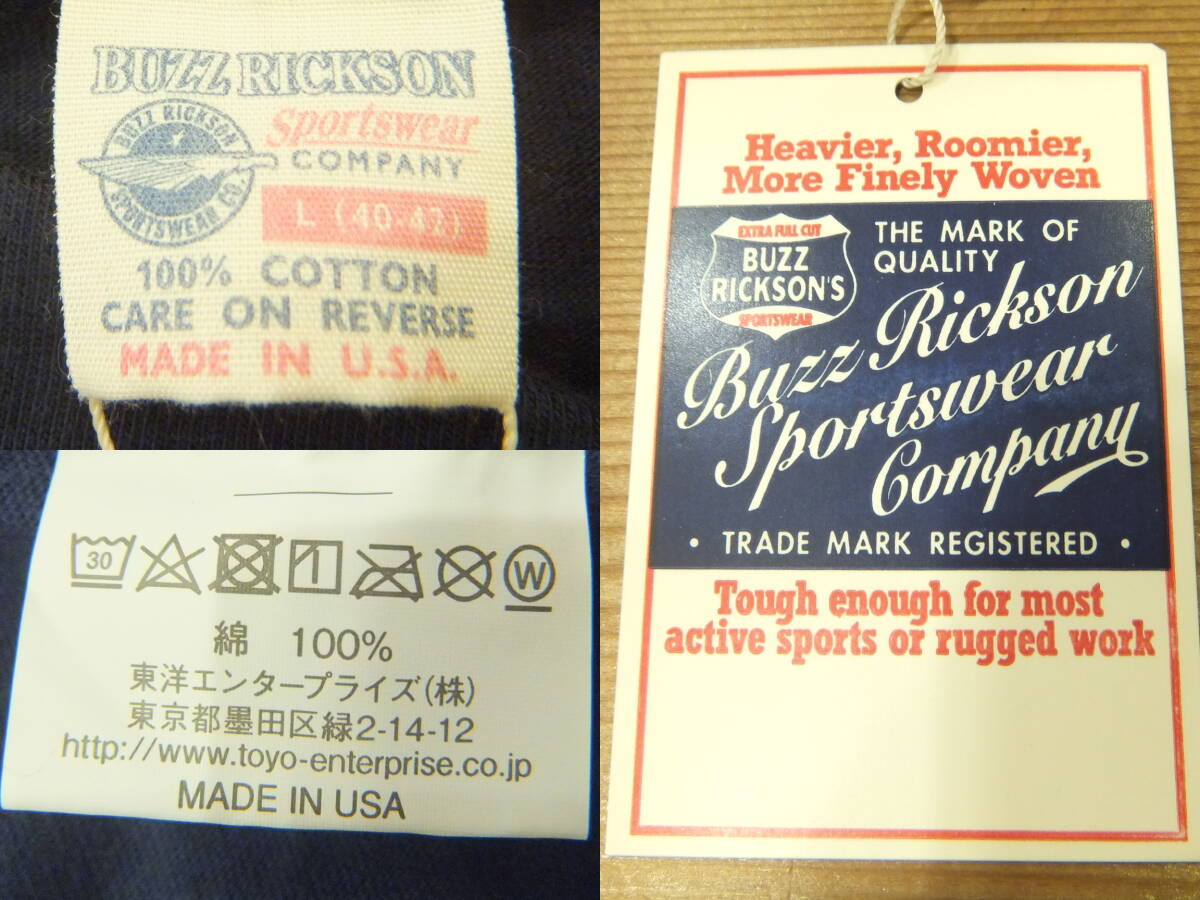 BUZZ RICKSON
BUZZ RICKSON
SPORTSWEAR CO.
Sportswear
COMPANY
L (40-42)
100% COTTON
CARE ON REVERSE
MADE IN U.S.A.
30
W
綿 100%
東洋エンタープライズ(株)
東京都墨田区緑2-14-12
http://www.toyo-enterprise.co.jp
MADE IN USA
Heavier, Roomier,
More Finely Woven
EXTRA FULL CUT
BUZZ
RICKSON'S
SPORTSWEAR
THE MARK OF
QUALITY
Buzz Rickson
Sportswear
Company
• TRADE MARK REGISTERED •
Tough enough for most
active sports or rugged work